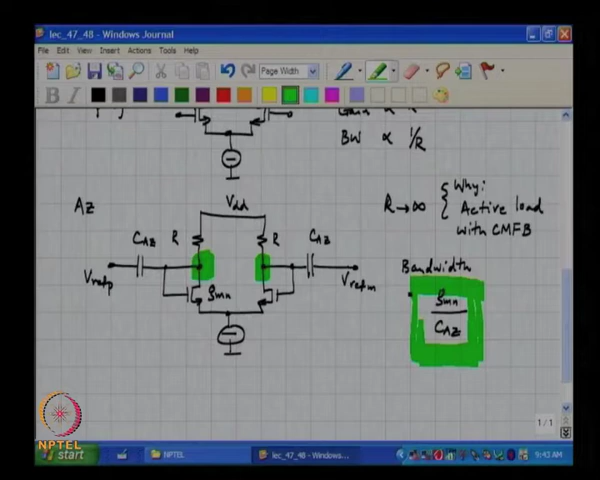 lec_47_48 - Windows Journal
File Edit View Insert Actions Tools Help
Page Width
B I
BW ∝ 1/R
AZ
Vdd
R→∞ { Why: Active load with CMFB
CAZ R R CAZ
Vrefp gmn Vrefm
Bandwidth
gmn
CAZ
1/1
NPTEL
start NPTEL lec_47_48 - Windows... 9:43 AM